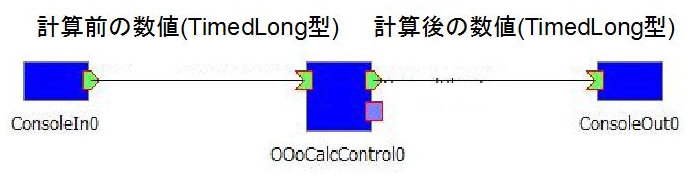 計算前の数値(TimedLong型)
計算後の数値(TimedLong型)
ConsoleIn0
OOoCalcControl0
ConsoleOut0